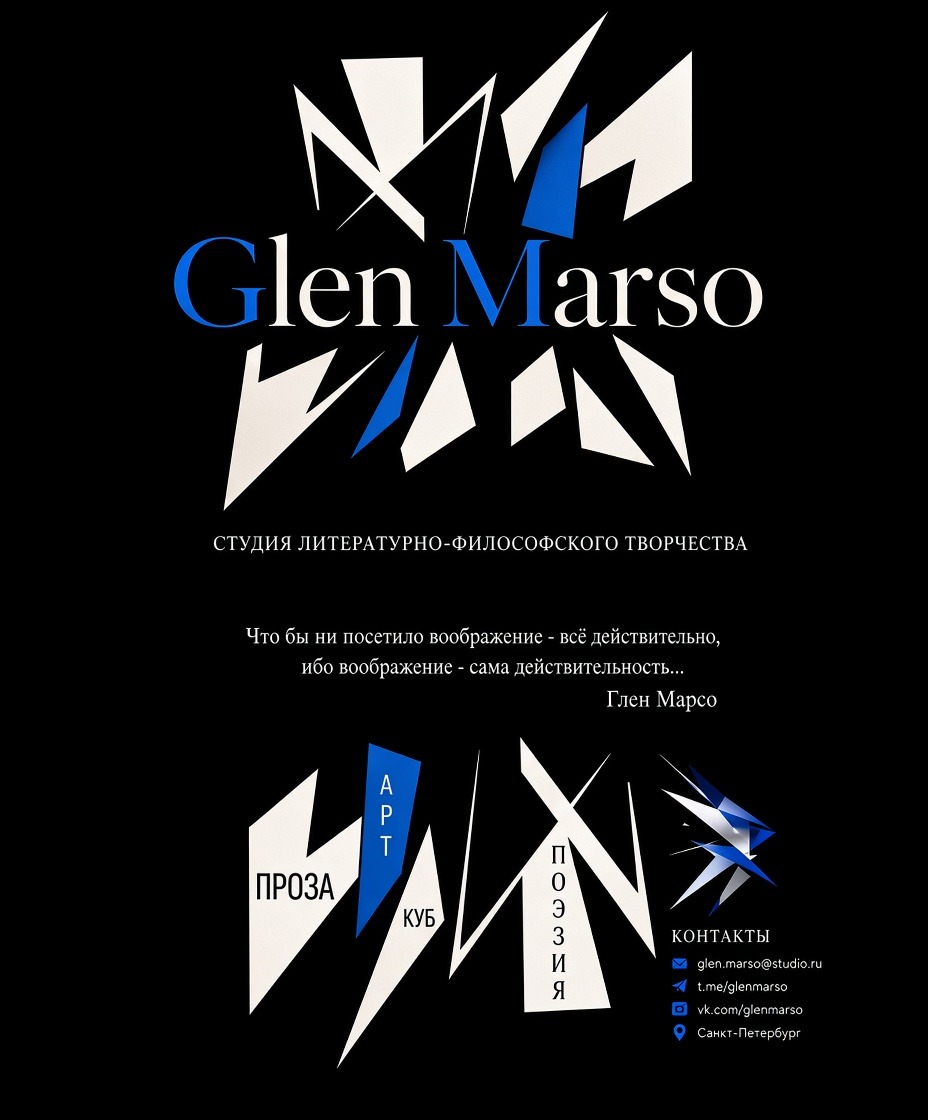 Glen Marso
СТУДИЯ ЛИТЕРАТУРНО-ФИЛОСОФСКОГО ТВОРЧЕСТВА
Что бы ни посетило воображение - всё действительно,
ибо воображение - сама действительность...
Глен Марсо
ПРОЗА
АРТ
КУБ
ПОЭЗИЯ
КОНТАКТЫ
glen.marso@studio.ru
t.me/glenmarso
vk.com/glenmarso
Санкт-Петербург